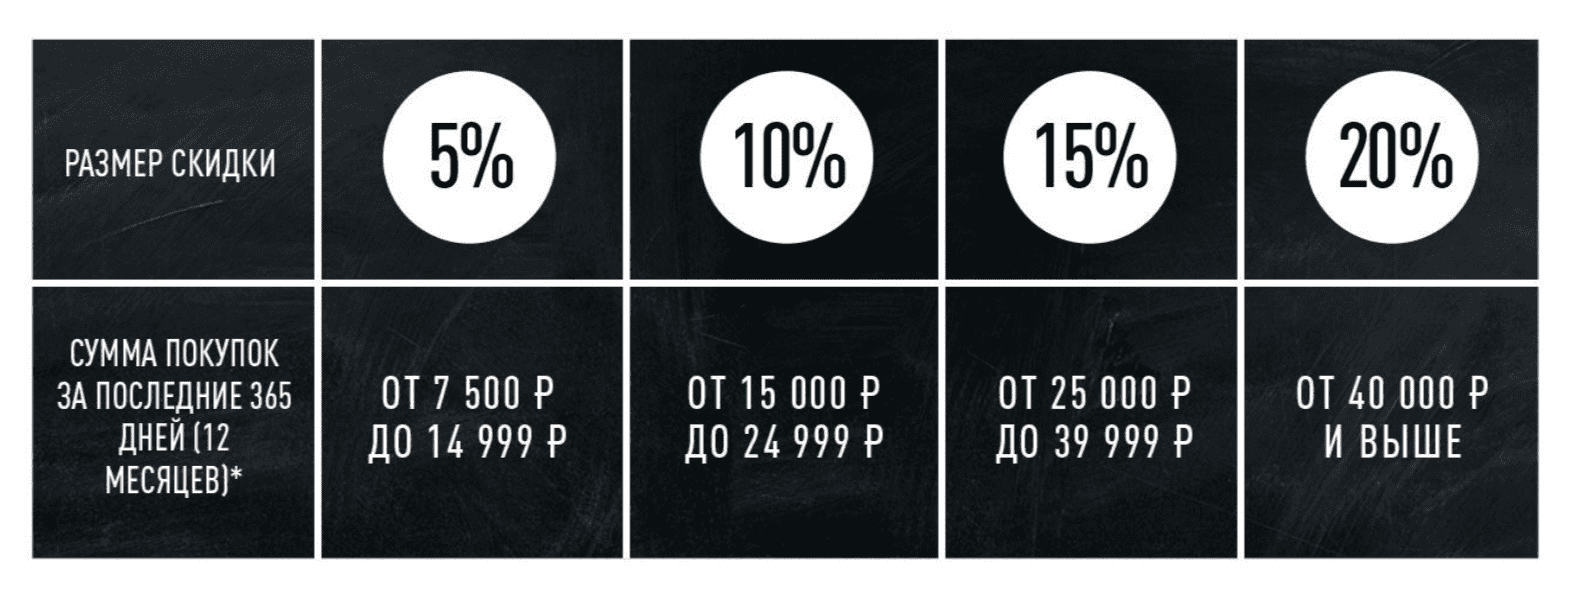 РАЗМЕР СКИДКИ
5%
10%
15%
20%
СУММА ПОКУПОК
ЗА ПОСЛЕДНИЕ 365
ДНЕЙ (12
МЕСЯЦЕВ)*
ОТ 7 500 ₽
ДО 14 999 ₽
ОТ 15 000 ₽
ДО 24 999 ₽
ОТ 25 000 ₽
ДО 39 999 ₽
ОТ 40 000 ₽
И ВЫШЕ